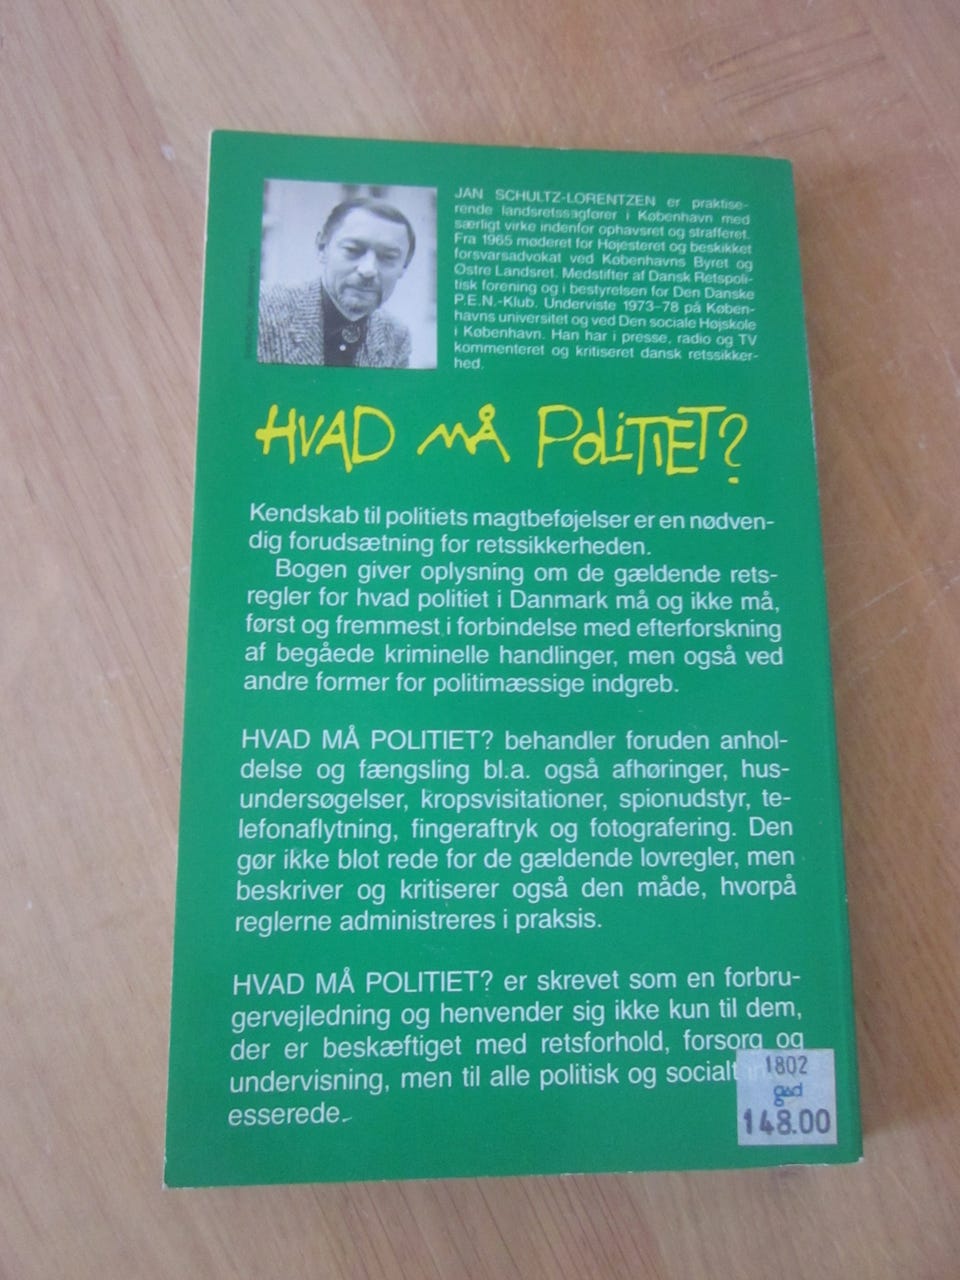 JAN SCHULTZ-LORENTZEN er praktise-
rende landsretssagfører i København med
særligt virke indenfor ophavsret og strafferet.
Fra 1965 møderet for Højesteret og beskikket
forsvarsadvokat ved Københavns Byret og
Østre Landsret. Medstifter af Dansk Retspoli-
tisk forening og i bestyrelsen for Den Danske
P.E.N.-Klub. Underviste 1973–78 på Køben-
havns universitet og ved Den sociale Højskole
i København. Han har i presse, radio og TV
kommenteret og kritiseret dansk retssikker-
hed.
HVAD MÅ POLITIET?
Kendskab til politiets magtbeføjelser er en nødven-
dig forudsætning for retssikkerheden.
Bogen giver oplysning om de gældende rets-
regler for hvad politiet i Danmark må og ikke må,
først og fremmest i forbindelse med efterforskning
af begåede kriminelle handlinger, men også ved
andre former for politimæssige indgreb.
HVAD MÅ POLITIET? behandler foruden anhol-
delse og fængsling bl.a. også afhøringer, hus-
undersøgelser, kropsvisitationer, spionudstyr, te-
lefonaflytning, fingeraftryk og fotografering. Den
gør ikke blot rede for de gældende lovregler, men
beskriver og kritiserer også den måde, hvorpå
reglerne administreres i praksis.
HVAD MÅ POLITIET? er skrevet som en forbru-
gervejledning og henvender sig ikke kun til dem,
der er beskæftiget med retsforhold, forsorg og
undervisning, men til alle politisk og socialt
esserede.
1802
gad
148.00